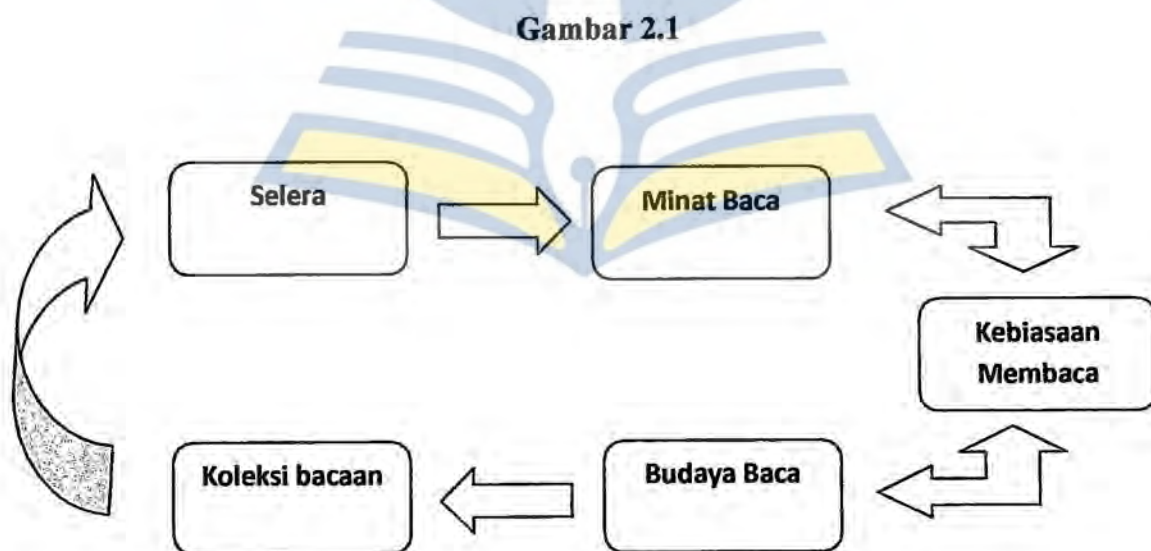 Gambar 2.1
Selera
Minat Baca
Kebiasaan
Membaca
Koleksi bacaan
Budaya Baca